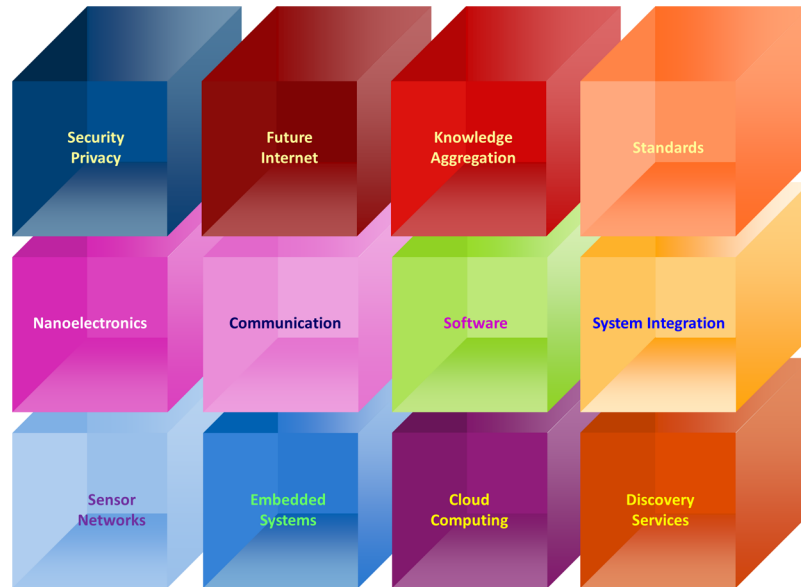 Security
Privacy
Future
Internet
Knowledge
Aggregation
Standards
Nanoelectronics
Communication
Software
System Integration
Sensor
Networks
Embedded
Systems
Cloud
Computing
Discovery
Services